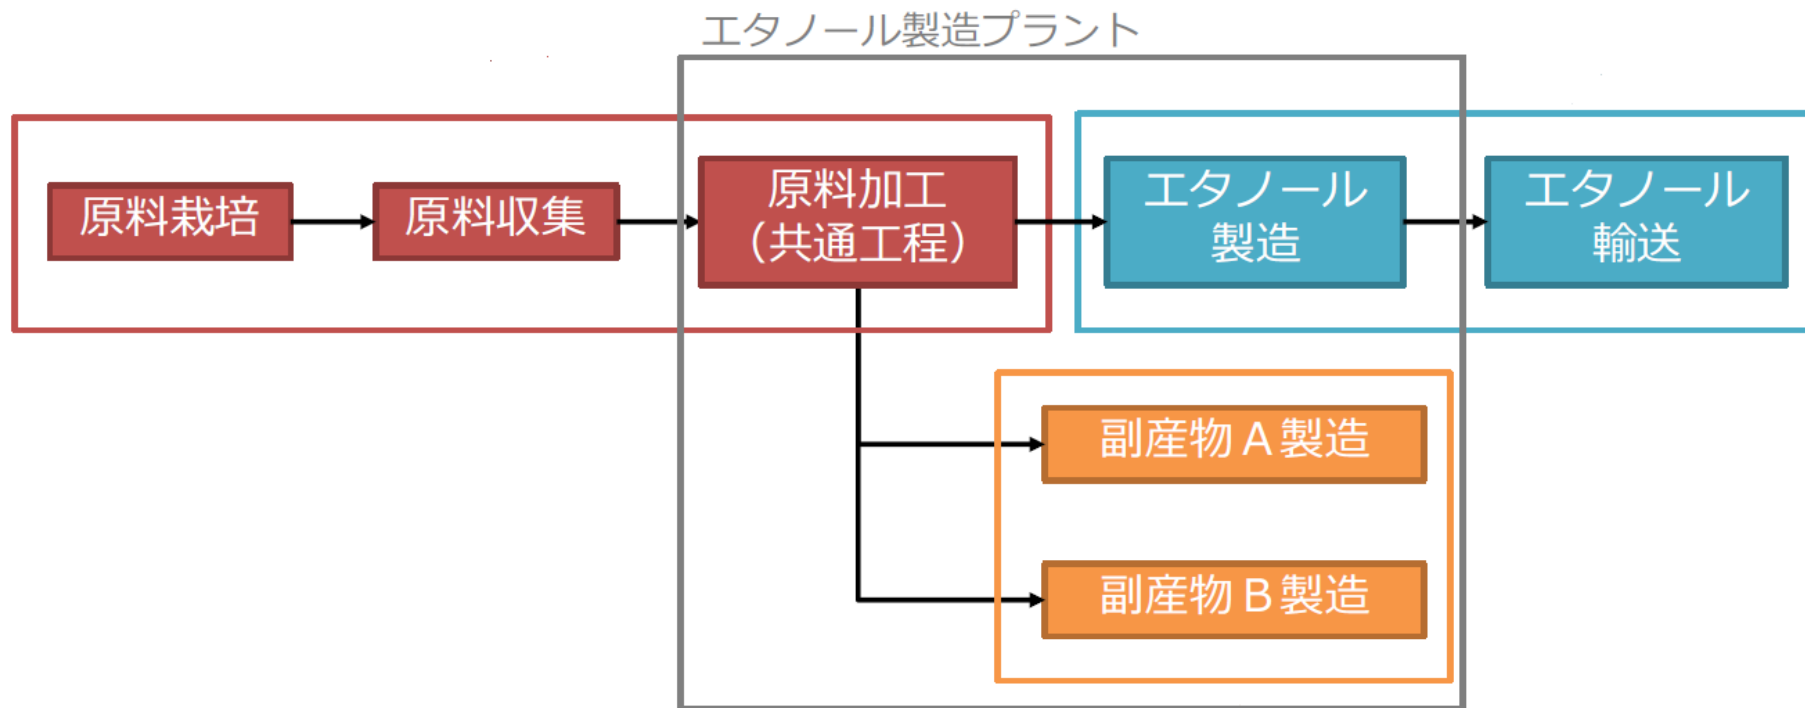 エタノール製造プラント
原料栽培
原料収集
原料加工
（共通工程）
エタノール
製造
エタノール
輸送
副産物A製造
副産物B製造